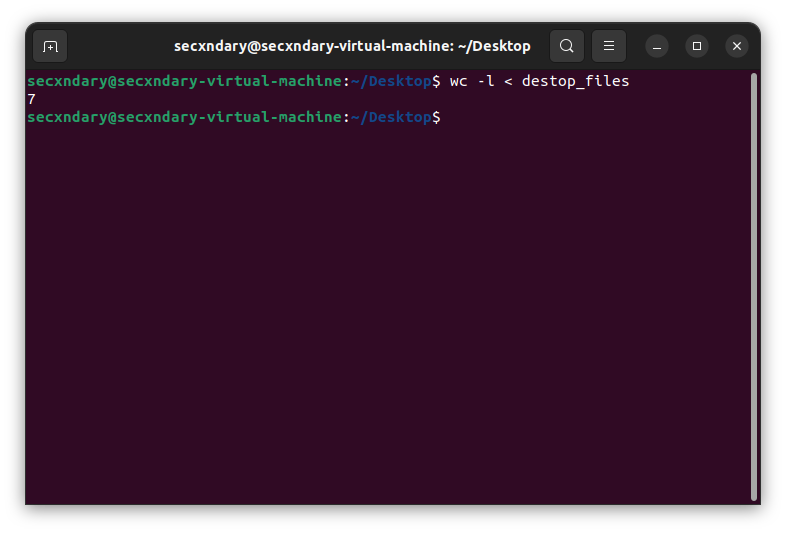 secxndary@secxndary-virtual-machine: ~/Desktop
secxndary@secxndary-virtual-machine:~/Desktop$ wc -l < destop_files
7
secxndary@secxndary-virtual-machine:~/Desktop$